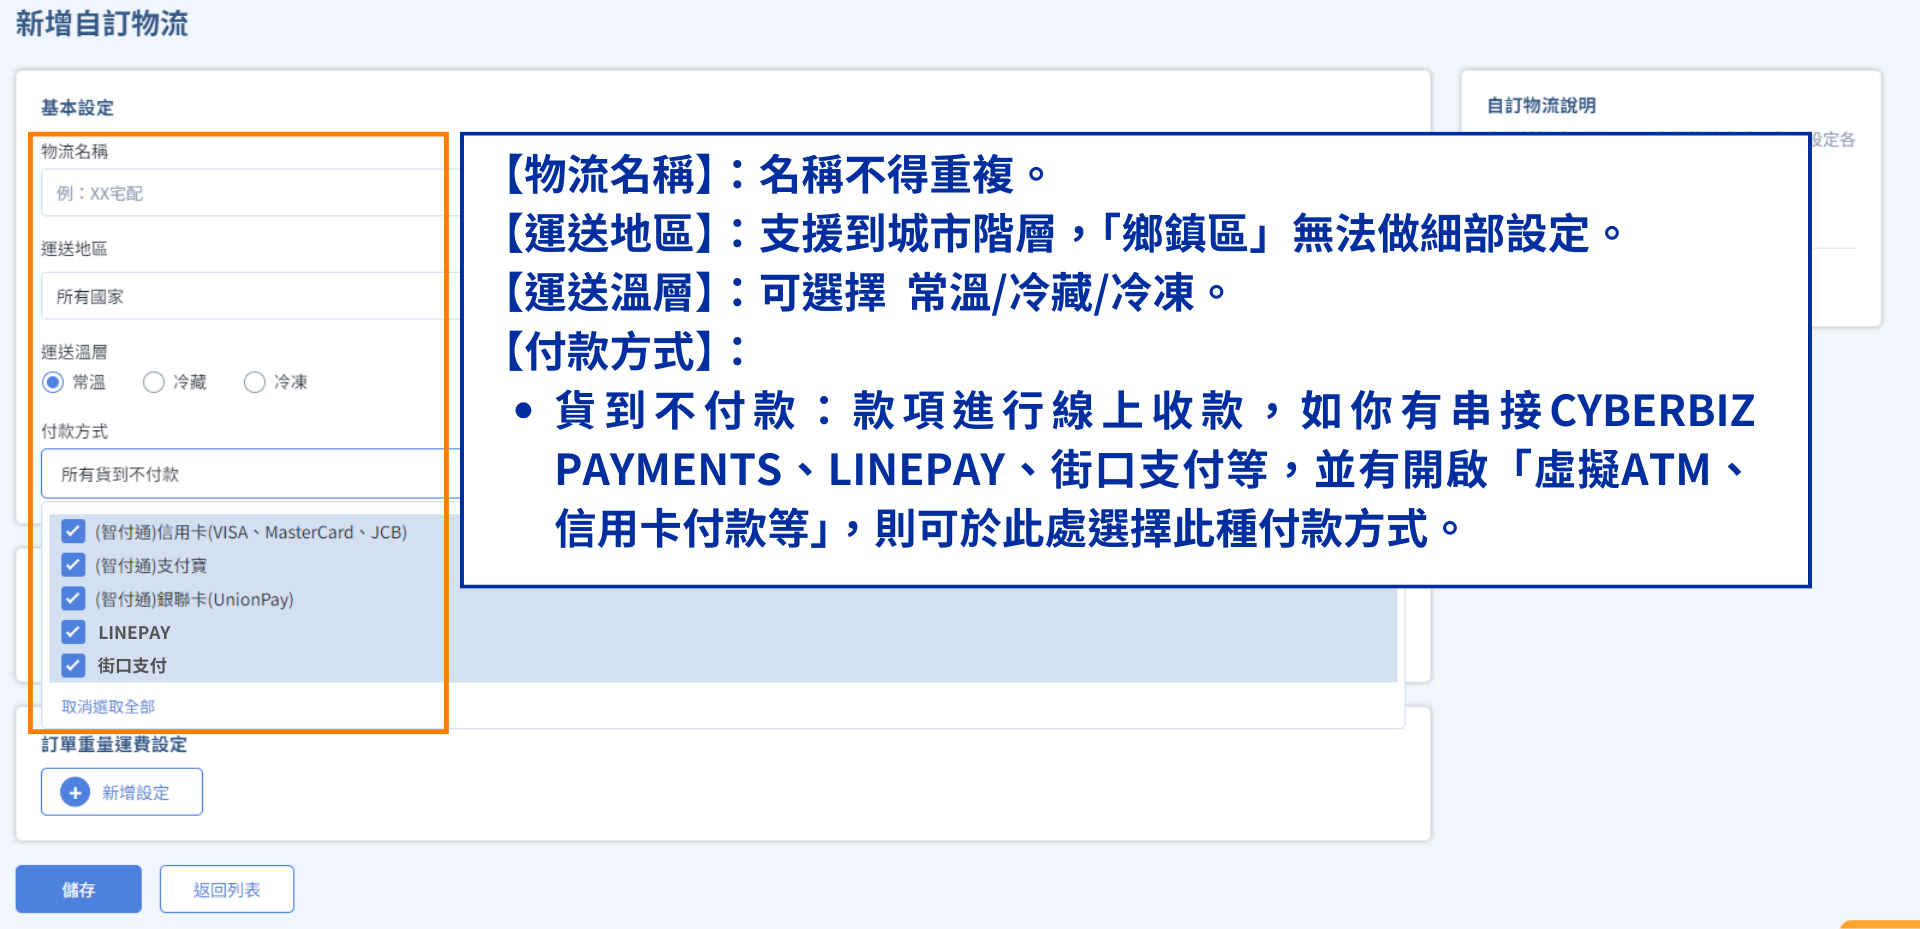 新增自訂物流
基本設定
物流名稱
例：XX宅配
運送地區
所有國家
運送溫層
常溫 冷藏 冷凍
付款方式
所有貨到不付款
(智付通)信用卡(VISA、MasterCard、JCB)
(智付通)支付寶
(智付通)銀聯卡(UnionPay)
LINEPAY
街口支付
取消選取全部
訂單重量運費設定
新增設定
儲存 返回列表
【物流名稱】：名稱不得重複。
【運送地區】：支援到城市階層，「鄉鎮區」無法做細部設定。
【運送溫層】：可選擇 常溫/冷藏/冷凍。
【付款方式】：
• 貨到不付款：款項進行線上收款，如你有串接CYBERBIZ
PAYMENTS、LINEPAY、街口支付等，並有開啟「虛擬ATM、
信用卡付款等」，則可於此處選擇此種付款方式。
自訂物流說明
設定各